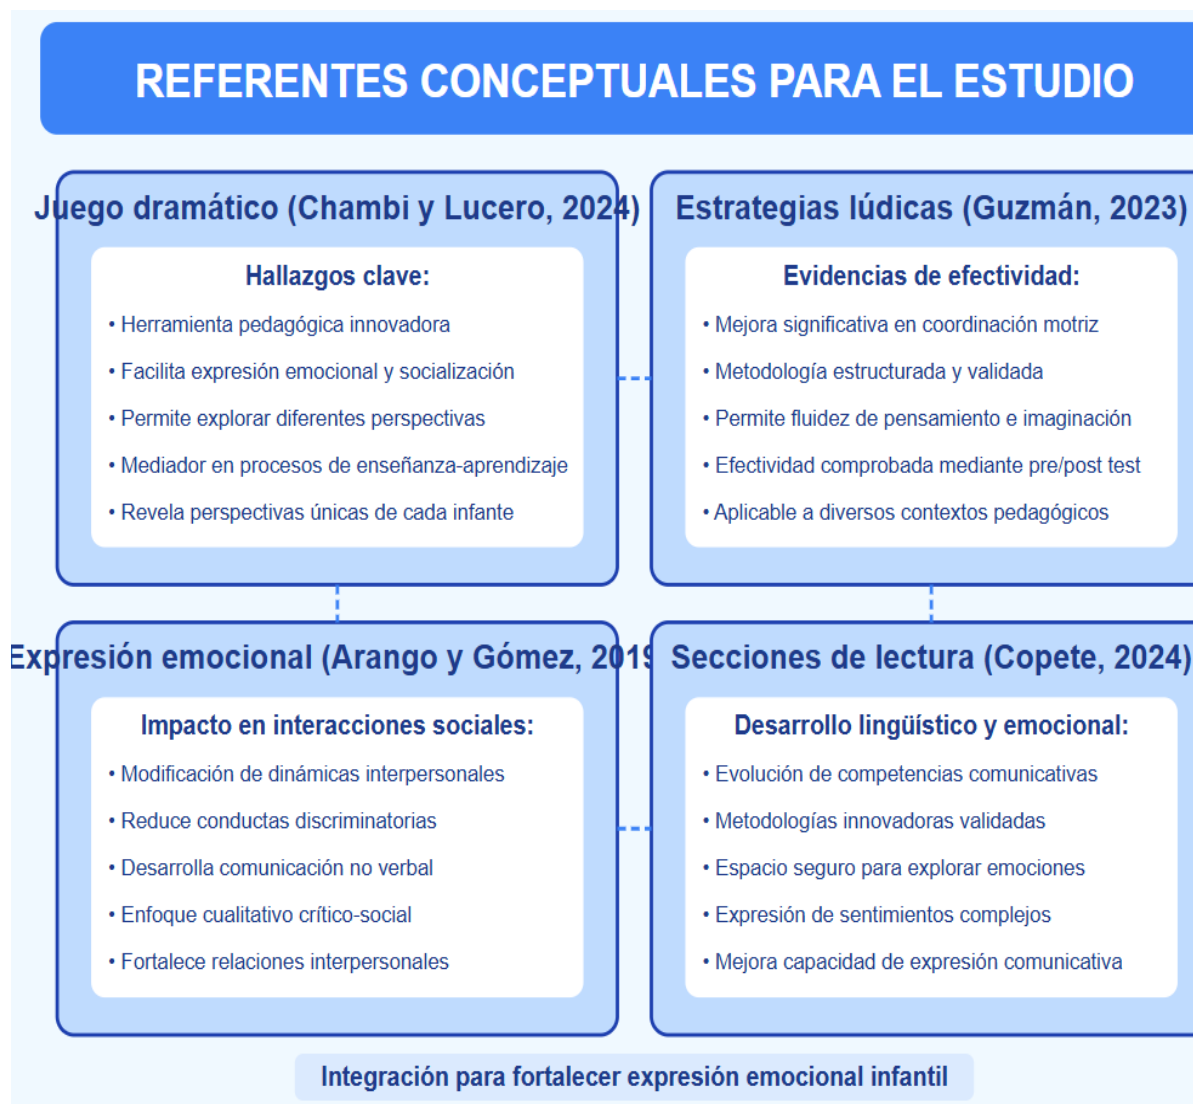 REFERENTES CONCEPTUALES PARA EL ESTUDIO
Juego dramático (Chambi y Lucero, 2024)
Hallazgos clave:
• Herramienta pedagógica innovadora
• Facilita expresión emocional y socialización
• Permite explorar diferentes perspectivas
• Mediador en procesos de enseñanza-aprendizaje
• Revela perspectivas únicas de cada infante
Estrategias lúdicas (Guzmán, 2023)
Evidencias de efectividad:
• Mejora significativa en coordinación motriz
• Metodología estructurada y validada
• Permite fluidez de pensamiento e imaginación
• Efectividad comprobada mediante pre/post test
• Aplicable a diversos contextos pedagógicos
Expresión emocional (Arango y Gómez, 2019
Impacto en interacciones sociales:
• Modificación de dinámicas interpersonales
• Reduce conductas discriminatorias
• Desarrolla comunicación no verbal
• Enfoque cualitativo crítico-social
• Fortalece relaciones interpersonales
Secciones de lectura (Copete, 2024)
Desarrollo lingüístico y emocional:
• Evolución de competencias comunicativas
• Metodologías innovadoras validadas
• Espacio seguro para explorar emociones
• Expresión de sentimientos complejos
• Mejora capacidad de expresión comunicativa
Integración para fortalecer expresión emocional infantil